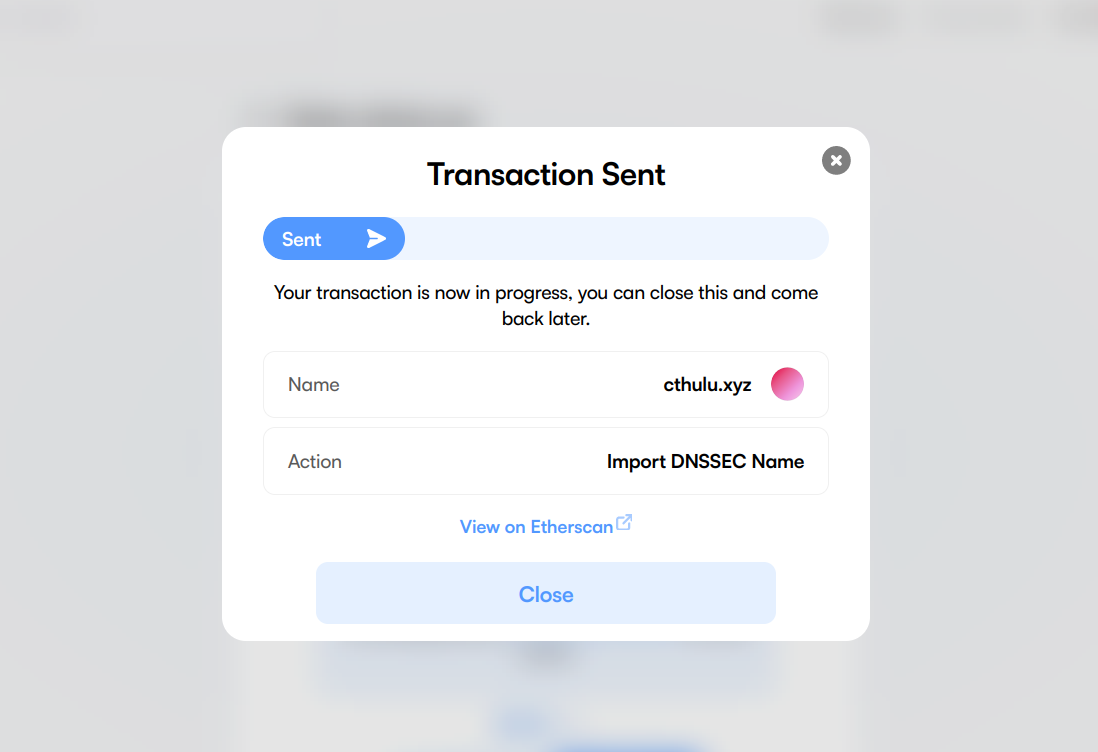 Transaction Sent
Sent
Your transaction is now in progress, you can close this and come
back later.
Name cthulu.xyz
Action Import DNSSEC Name
View on Etherscan
Close